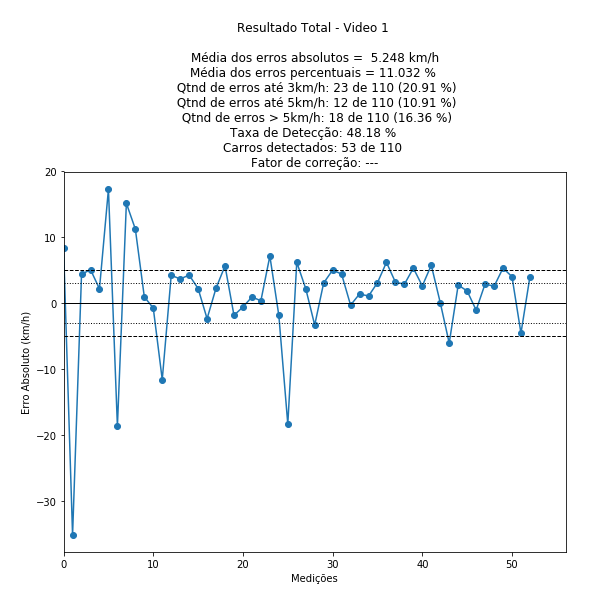 Resultado Total - Video 1
Média dos erros absolutos =  5.248 km/h
Média dos erros percentuais = 11.032 %
Qtnd de erros até 3km/h: 23 de 110 (20.91 %)
Qtnd de erros até 5km/h: 12 de 110 (10.91 %)
Qtnd de erros > 5km/h: 18 de 110 (16.36 %)
Taxa de Detecção: 48.18 %
Carros detectados: 53 de 110
Fator de correção: ---
20
10
0
−10
−20
−30
Erro Absoluto (km/h)
0 10 20 30 40 50
Medições